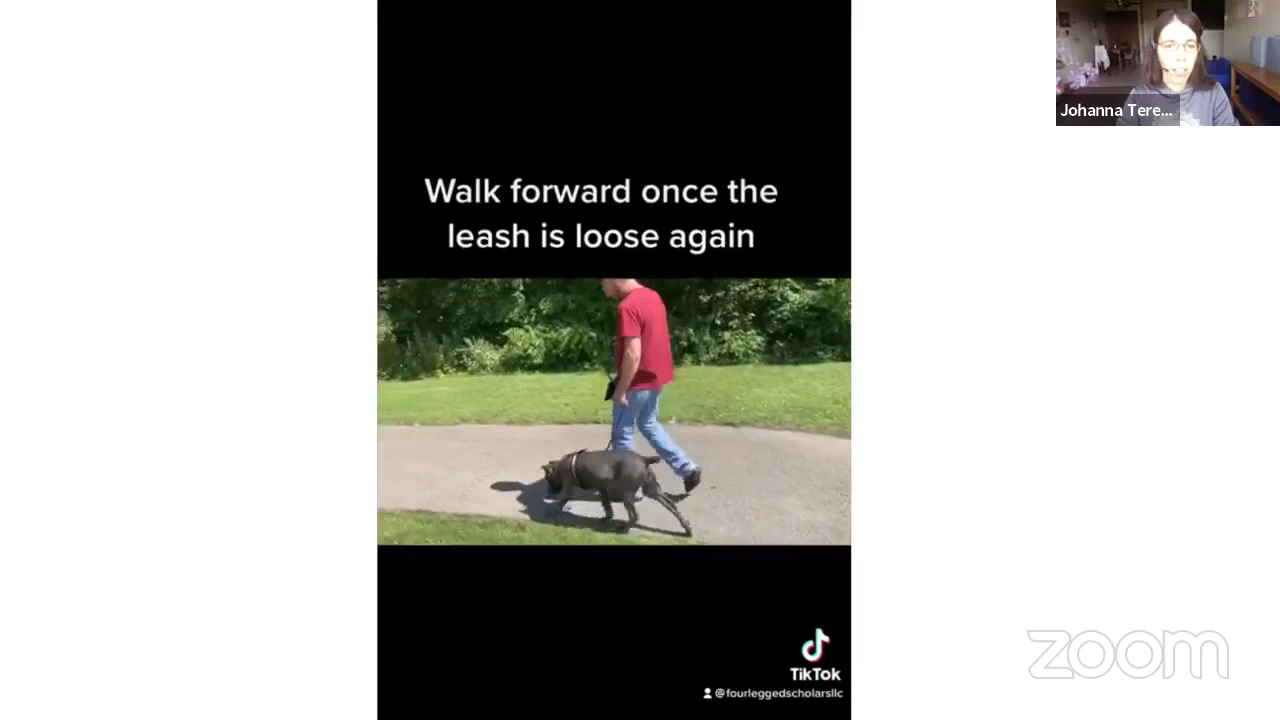 Walk forward once the
leash is loose again
Johanna Tere...
TikTok
@fourleggedscholarsllc
zoom